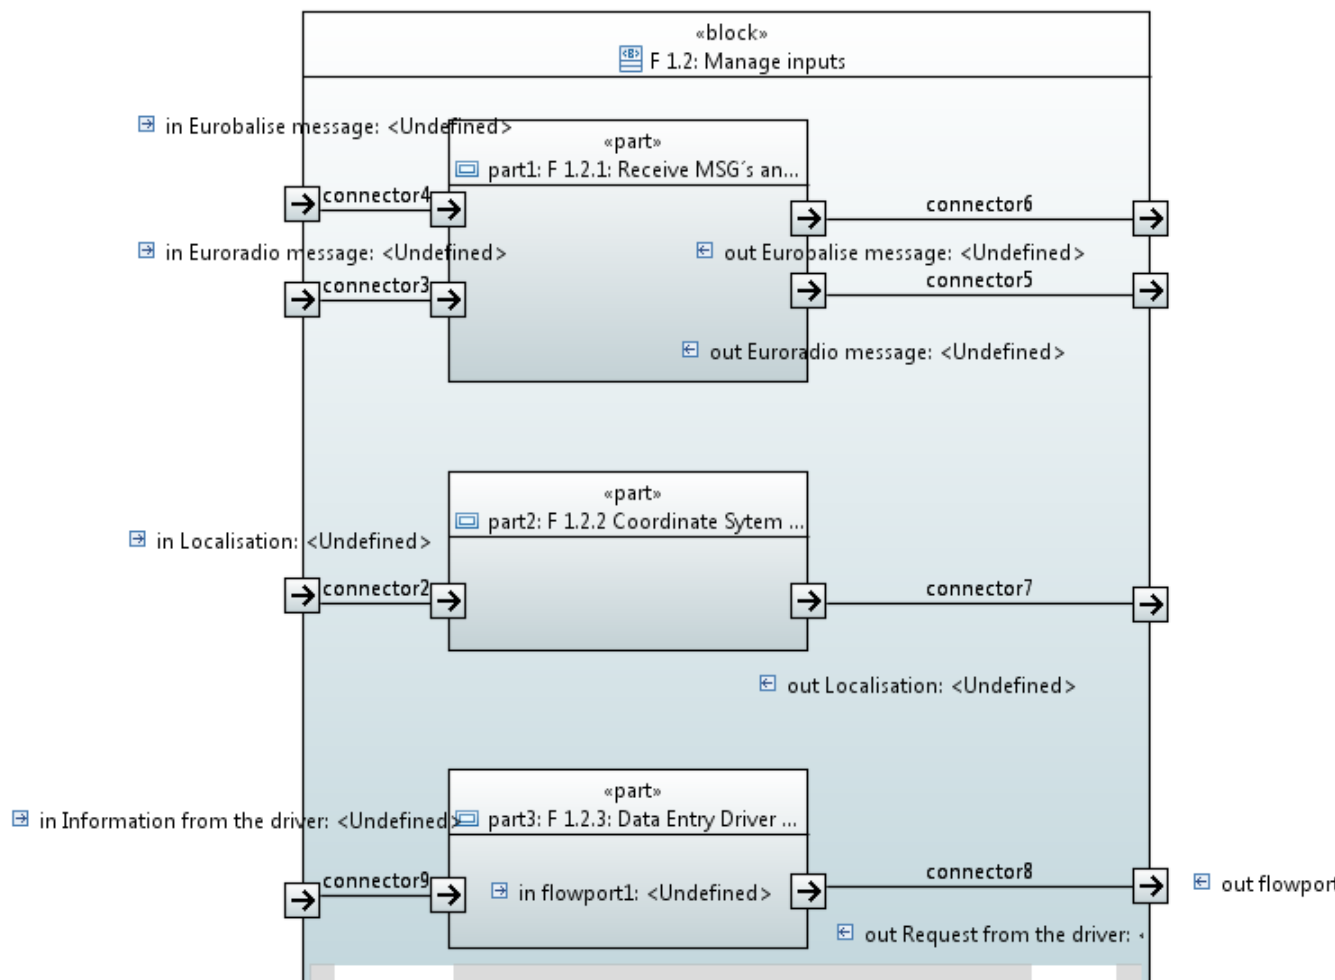 «block»
F 1.2: Manage inputs
in Eurobalise message: <Undefined>
«part»
part1: F 1.2.1: Receive MSG´s an...
connector4
connector6
in Euroradio message: <Undefined>
out Eurobalise message: <Undefined>
connector3
connector5
out Euroradio message: <Undefined>
«part»
part2: F 1.2.2 Coordinate Sytem ...
in Localisation: <Undefined>
connector2
connector7
out Localisation: <Undefined>
«part»
in Information from the driver: <Undefined>
part3: F 1.2.3: Data Entry Driver ...
connector9
connector8
in flowport1: <Undefined>
out flowport
out Request from the driver: